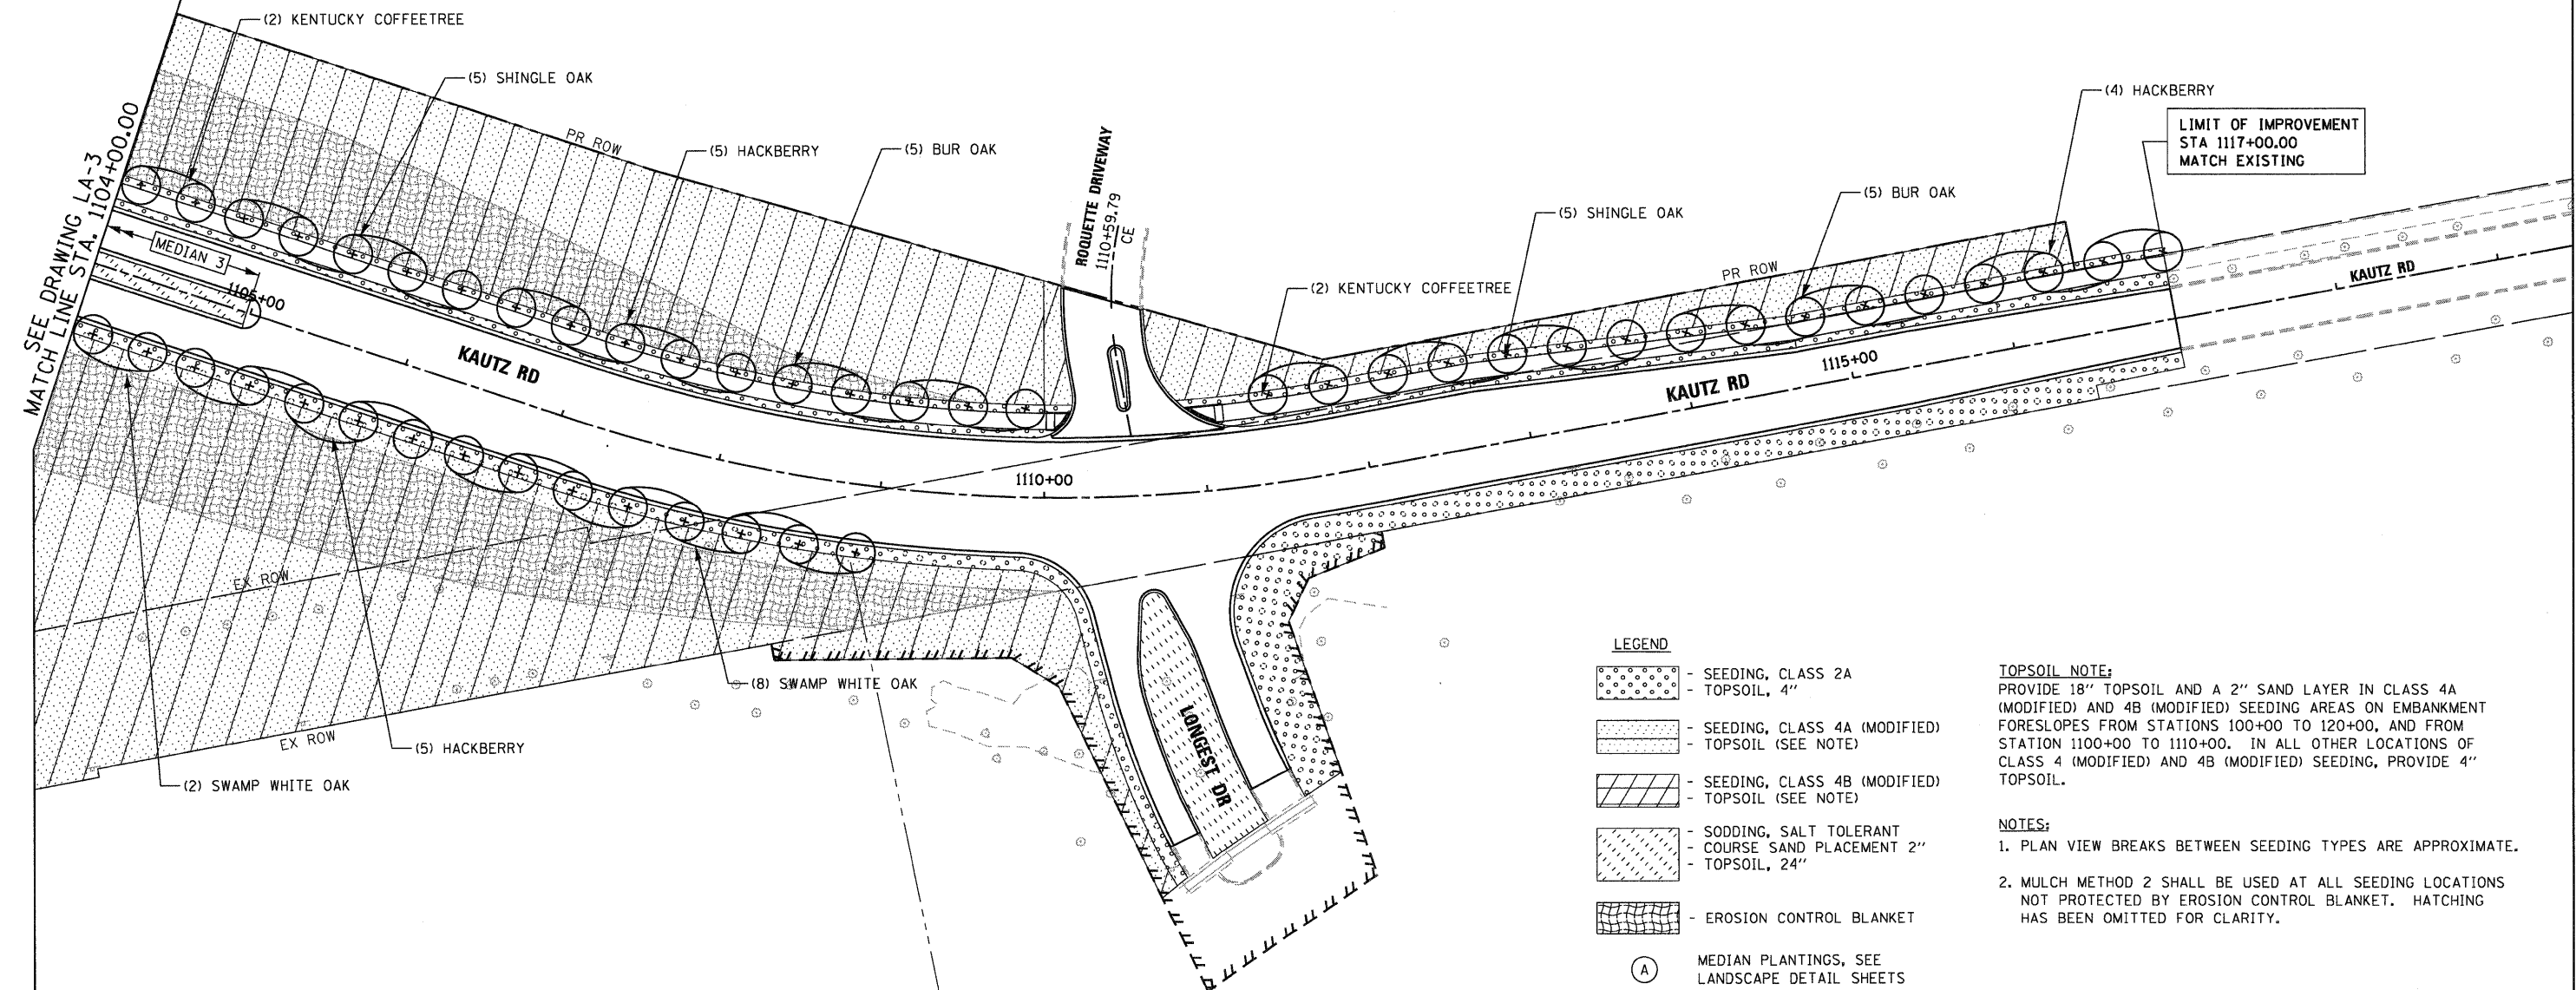 (2) KENTUCKY COFFEETREE
(5) SHINGLE OAK
(5) HACKBERRY
(5) BUR OAK
PR ROW
SEE DRAWING LA-3
MATCH LINE STA. 1104+00.00
MEDIAN 3
1105+00
KAUTZ RD
ROQUETTE DRIVEWAY
1110+59.79
CE
(2) KENTUCKY COFFEETREE
(5) SHINGLE OAK
(5) BUR OAK
(4) HACKBERRY
LIMIT OF IMPROVEMENT
STA 1117+00.00
MATCH EXISTING
PR ROW
KAUTZ RD
1115+00
KAUTZ RD
1110+00
EX ROW
EX ROW
(2) SWAMP WHITE OAK
(5) HACKBERRY
(8) SWAMP WHITE OAK
LONGEST DR
LEGEND
- SEEDING, CLASS 2A
- TOPSOIL, 4"
- SEEDING, CLASS 4A (MODIFIED)
- TOPSOIL (SEE NOTE)
- SEEDING, CLASS 4B (MODIFIED)
- TOPSOIL (SEE NOTE)
- SODDING, SALT TOLERANT
- COURSE SAND PLACEMENT 2"
- TOPSOIL, 24"
- EROSION CONTROL BLANKET
A
MEDIAN PLANTINGS, SEE
LANDSCAPE DETAIL SHEETS
TOPSOIL NOTE:
PROVIDE 18" TOPSOIL AND A 2" SAND LAYER IN CLASS 4A
(MODIFIED) AND 4B (MODIFIED) SEEDING AREAS ON EMBANKMENT
FORESLOPES FROM STATIONS 100+00 TO 120+00, AND FROM
STATION 1100+00 TO 1110+00. IN ALL OTHER LOCATIONS OF
CLASS 4 (MODIFIED) AND 4B (MODIFIED) SEEDING, PROVIDE 4"
TOPSOIL.
NOTES:
1. PLAN VIEW BREAKS BETWEEN SEEDING TYPES ARE APPROXIMATE.
2. MULCH METHOD 2 SHALL BE USED AT ALL SEEDING LOCATIONS
NOT PROTECTED BY EROSION CONTROL BLANKET. HATCHING
HAS BEEN OMITTED FOR CLARITY.